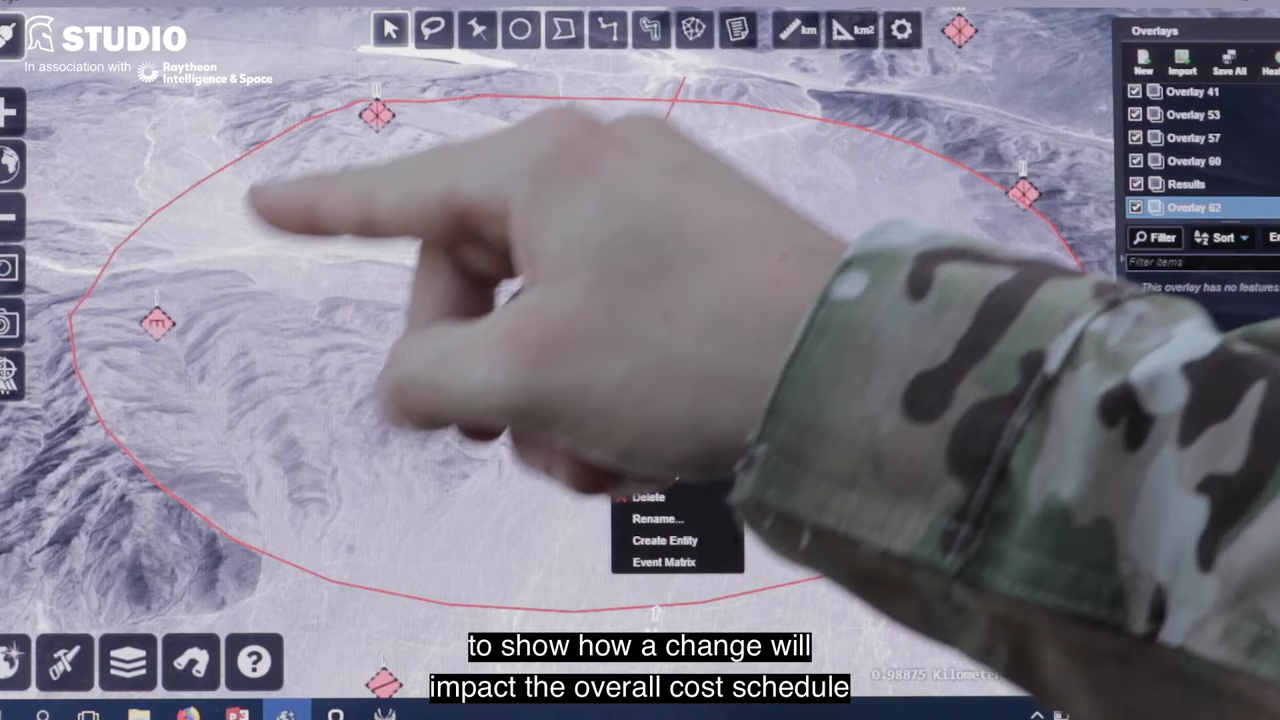 STUDIO
In association with
Raytheon
Intelligence & Space
km
km2
Overlays
New
Import
Save All
Overlay 41
Overlay 53
Overlay 57
Overlay 60
Results
Overlay 62
Filter
Sort
Filter items
This overlay has no features
E
Delete
Rename...
Create Entity
Event Matrix
?
to show how a change will
impact the overall cost schedule
0.98875